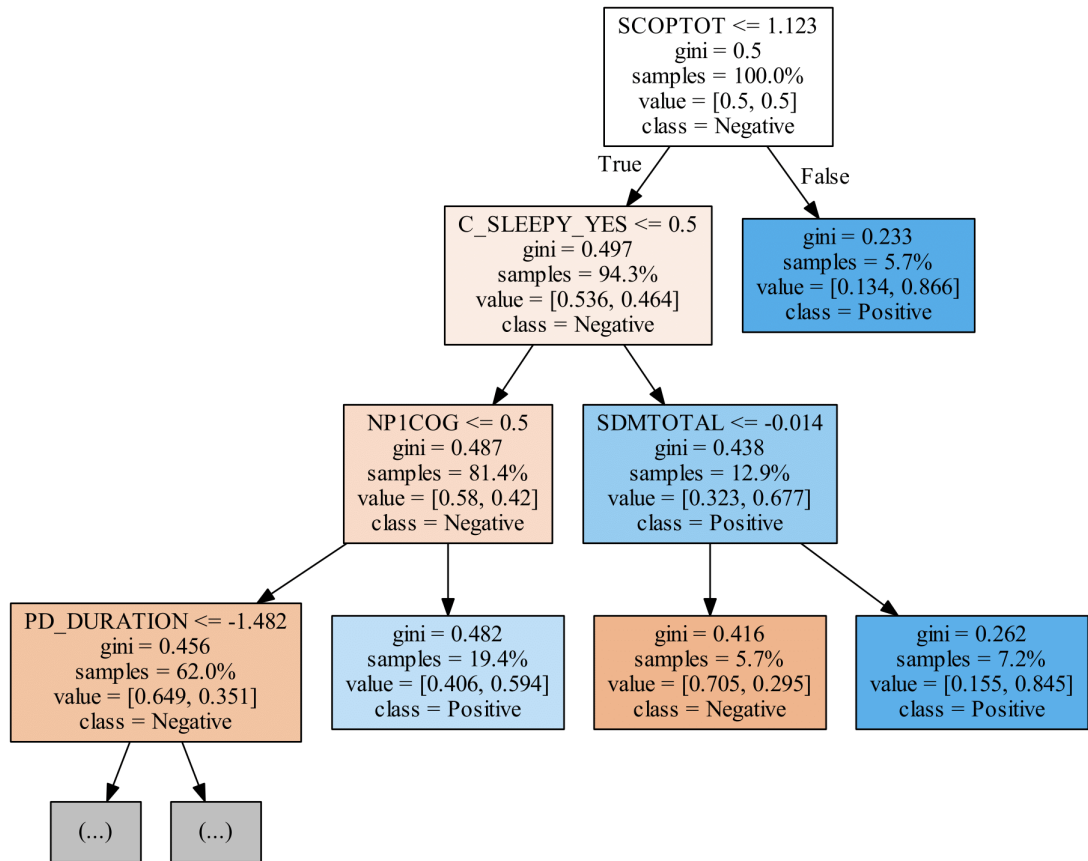 SCOPTOT <= 1.123
gini = 0.5
samples = 100.0%
value = [0.5, 0.5]
class = Negative
True
False
C_SLEEPY_YES <= 0.5
gini = 0.497
samples = 94.3%
value = [0.536, 0.464]
class = Negative
gini = 0.233
samples = 5.7%
value = [0.134, 0.866]
class = Positive
NP1COG <= 0.5
gini = 0.487
samples = 81.4%
value = [0.58, 0.42]
class = Negative
SDMTOTAL <= -0.014
gini = 0.438
samples = 12.9%
value = [0.323, 0.677]
class = Positive
PD_DURATION <= -1.482
gini = 0.456
samples = 62.0%
value = [0.649, 0.351]
class = Negative
gini = 0.482
samples = 19.4%
value = [0.406, 0.594]
class = Positive
gini = 0.416
samples = 5.7%
value = [0.705, 0.295]
class = Negative
gini = 0.262
samples = 7.2%
value = [0.155, 0.845]
class = Positive
(...)
(...)